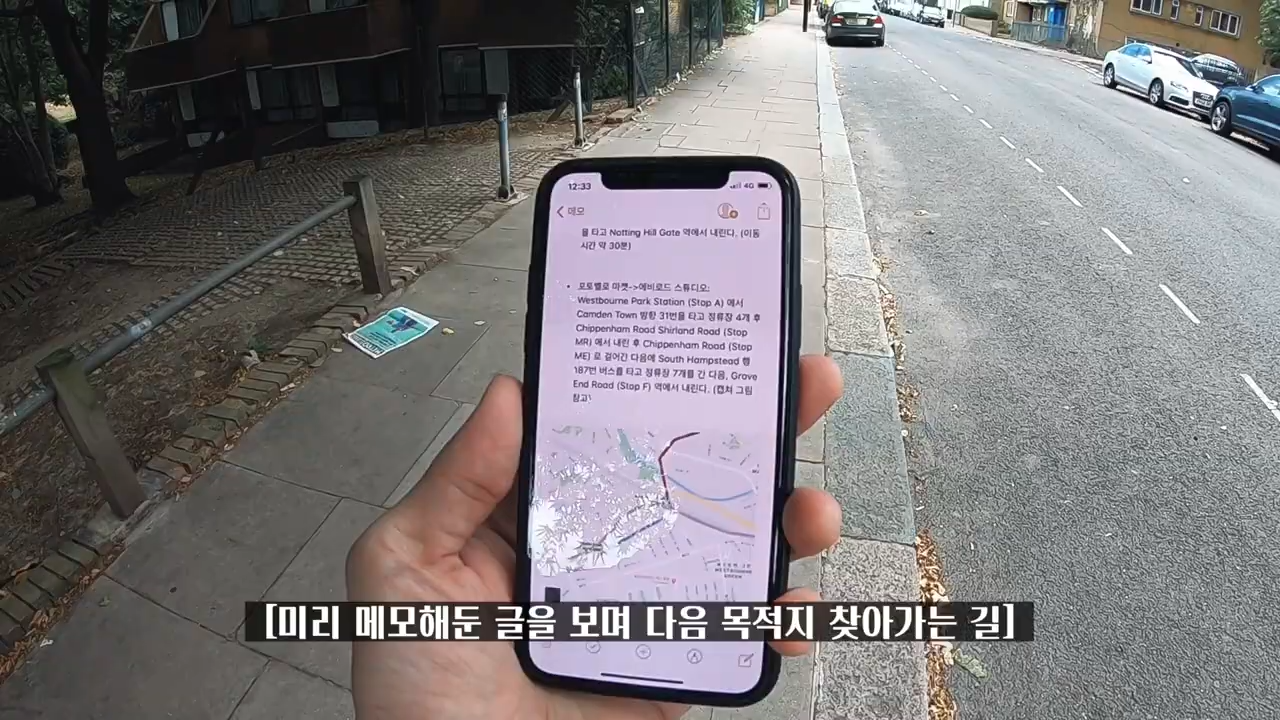 12:33
4G
메모
을 타고 Notting Hill Gate 역에서 내린다. (이동
시간 약 30분)
• 포토벨로 마켓->에비로드 스튜디오:
Westbourne Park Station (Stop A) 에서
Camden Town 방향 31번을 타고 정류장 4개 후
Chippenham Road Shirland Road (Stop
MR) 에서 내린 후 Chippenham Road (Stop
ME) 로 걸어간 다음에 South Hampstead 행
187번 버스를 타고 정류장 7개를 간 다음, Grove
End Road (Stop F) 역에서 내린다. (캡쳐 그림
참고)
[미리 메모해둔 글을 보며 다음 목적지 찾아가는 길]